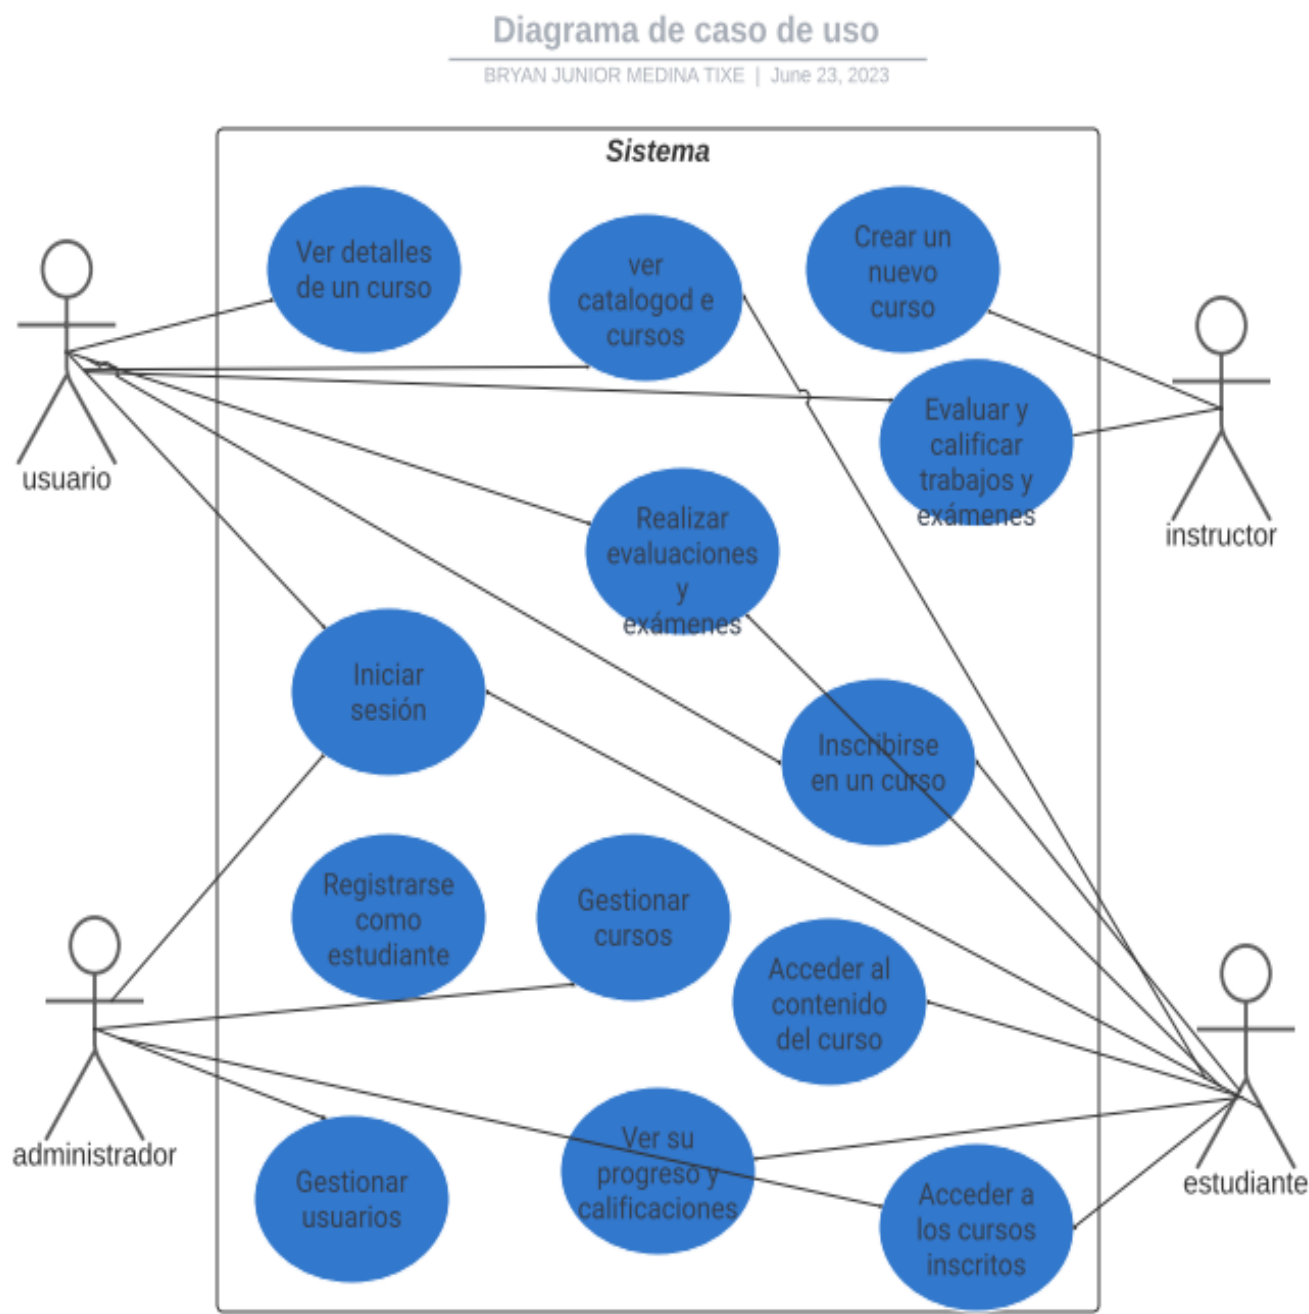 Diagrama de caso de uso
BRYAN JUNIOR MEDINA TIXE | June 23, 2023
Sistema
Ver detalles
de un curso
ver
catalogod e
cursos
Crear un
nuevo
curso
usuario
Evaluar y
calificar
trabajos y
exámenes
instructor
Realizar
evaluaciones
y
exámenes
Iniciar
sesión
Inscribirse
en un curso
Registrarse
como
estudiante
Gestionar
cursos
Acceder al
contenido
del curso
administrador
Gestionar
usuarios
Ver su
progreso y
calificaciones
Acceder a
los cursos
inscritos
estudiante